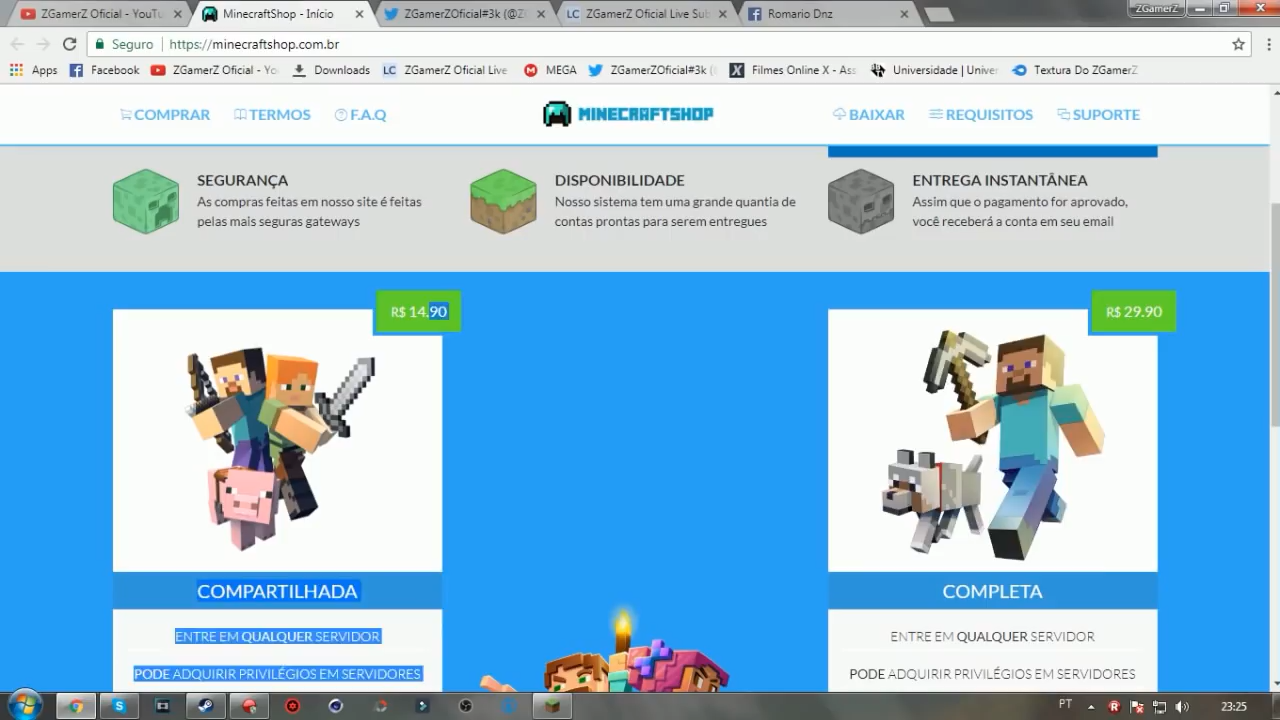 ZGamerZ Oficial - YouTu
MinecraftShop - Início
ZGamerZOficial#3k (@ZG
ZGamerZ Oficial Live Sub
Romario Dnz
ZGamerZ
Seguro
https://minecraftshop.com.br
Apps
Facebook
ZGamerZ Oficial - Yo
Downloads
LC
ZGamerZ Oficial Live
MEGA
ZGamerZOficial#3k (
Filmes Online X - Ass
Universidade | Univer
Textura Do ZGamerZ
COMPRAR
TERMOS
F.A.Q
MINECRAFTSHOP
BAIXAR
REQUISITOS
SUPORTE
SEGURANÇA
As compras feitas em nosso site é feitas
pelas mais seguras gateways
DISPONIBILIDADE
Nosso sistema tem uma grande quantia de
contas prontas para serem entregues
ENTREGA INSTANTÂNEA
Assim que o pagamento for aprovado,
você receberá a conta em seu email
R$ 14.90
R$ 29.90
COMPARTILHADA
ENTRE EM QUALQUER SERVIDOR
PODE ADQUIRIR PRIVILÉGIOS EM SERVIDORES
COMPLETA
ENTRE EM QUALQUER SERVIDOR
PODE ADQUIRIR PRIVILÉGIOS EM SERVIDORES
PT
23:25